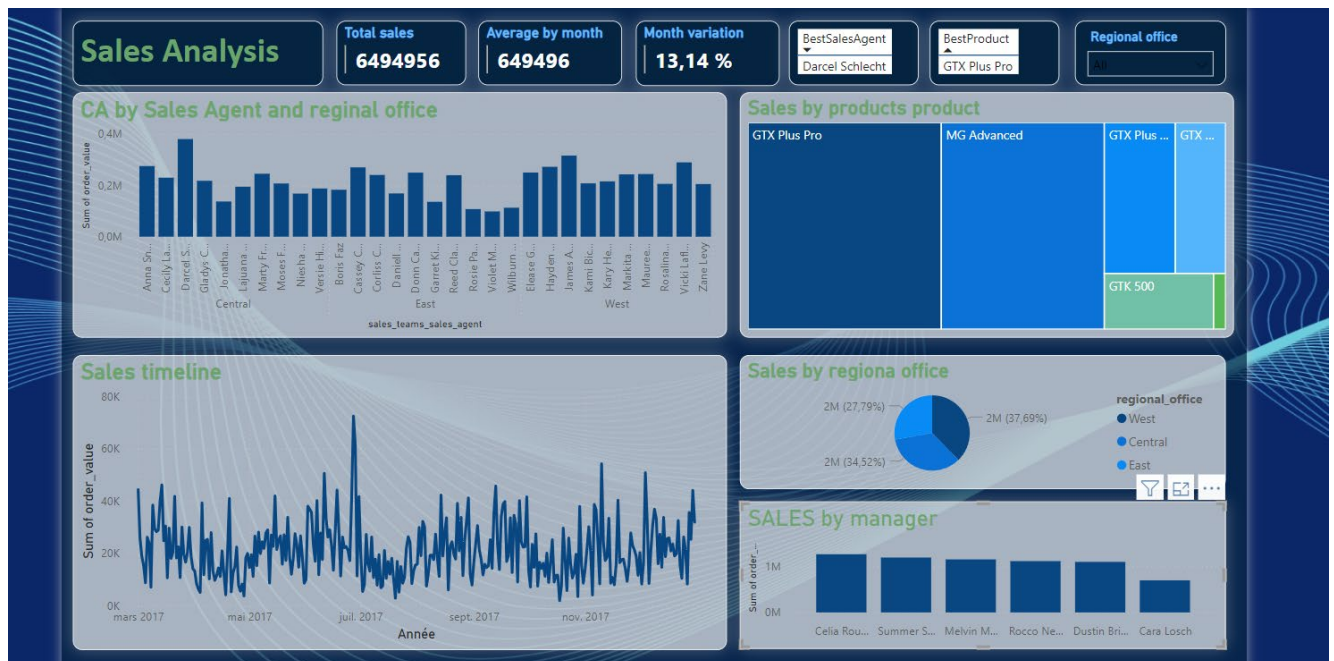 Sales Analysis
Total sales
6494956
Average by month
649496
Month variation
13,14 %
BestSalesAgent
Darcel Schlecht
BestProduct
GTX Plus Pro
Regional office
All
CA by Sales Agent and reginal office
Sum of order_value
0,4M
0,2M
0,0M
Anna Sn...
Cecily La...
Darcel S...
Gladys C...
Jonatha...
Lajuana ...
Marty Fr...
Moses F...
Niesha ...
Versie Hi...
Boris Faz
Cassey C...
Corliss C...
Daniell ...
Donn Ca...
Garret Ki...
Reed Cla...
Rosie Pa...
Violet M...
Wilburn ...
Elease G...
Hayden ...
James A...
Kami Bic...
Kary He...
Markita ...
Mauree...
Rosalina...
Vicki Lafl...
Zane Levy
Central
East
West
sales_teams_sales_agent
Sales by products product
GTX Plus Pro
MG Advanced
GTX Plus ...
GTX ...
GTK 500
Sales timeline
Sum of order_value
80K
60K
40K
20K
0K
mars 2017
mai 2017
juil. 2017
sept. 2017
nov. 2017
Année
Sales by regiona office
2M (27,79%)
2M (37,69%)
2M (34,52%)
regional_office
West
Central
East
SALES by manager
Sum of order_...
1M
0M
Celia Rou...
Summer S...
Melvin M...
Rocco Ne...
Dustin Bri...
Cara Losch